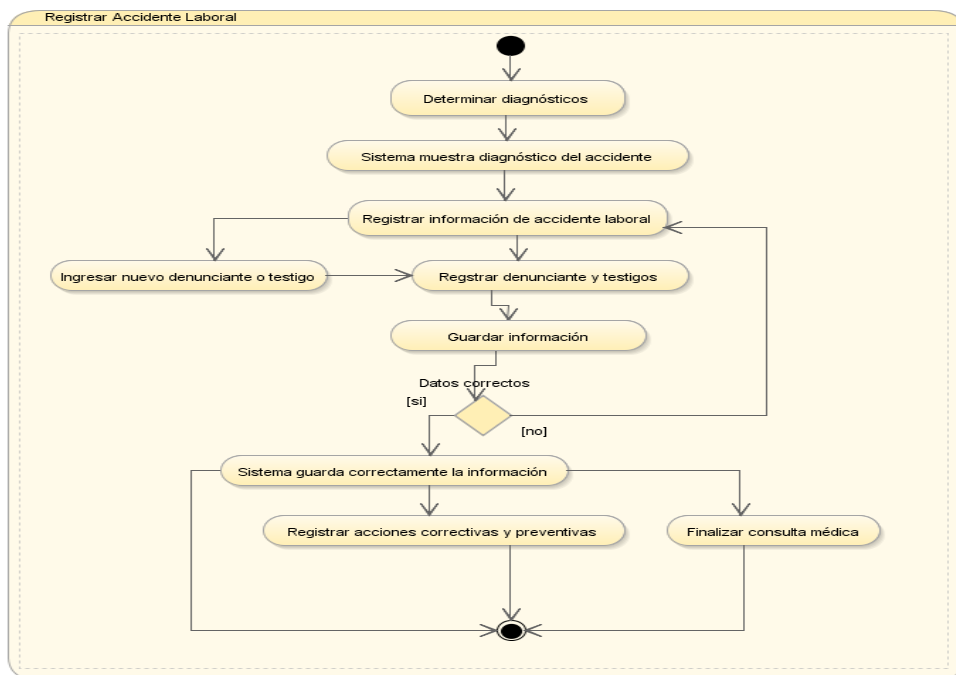 Registrar Accidente Laboral
Determinar diagnósticos
Sistema muestra diagnóstico del accidente
Registrar información de accidente laboral
Ingresar nuevo denunciante o testigo
Regstrar denunciante y testigos
Guardar información
Datos correctos
[si]
[no]
Sistema guarda correctamente la información
Registrar acciones correctivas y preventivas
Finalizar consulta médica